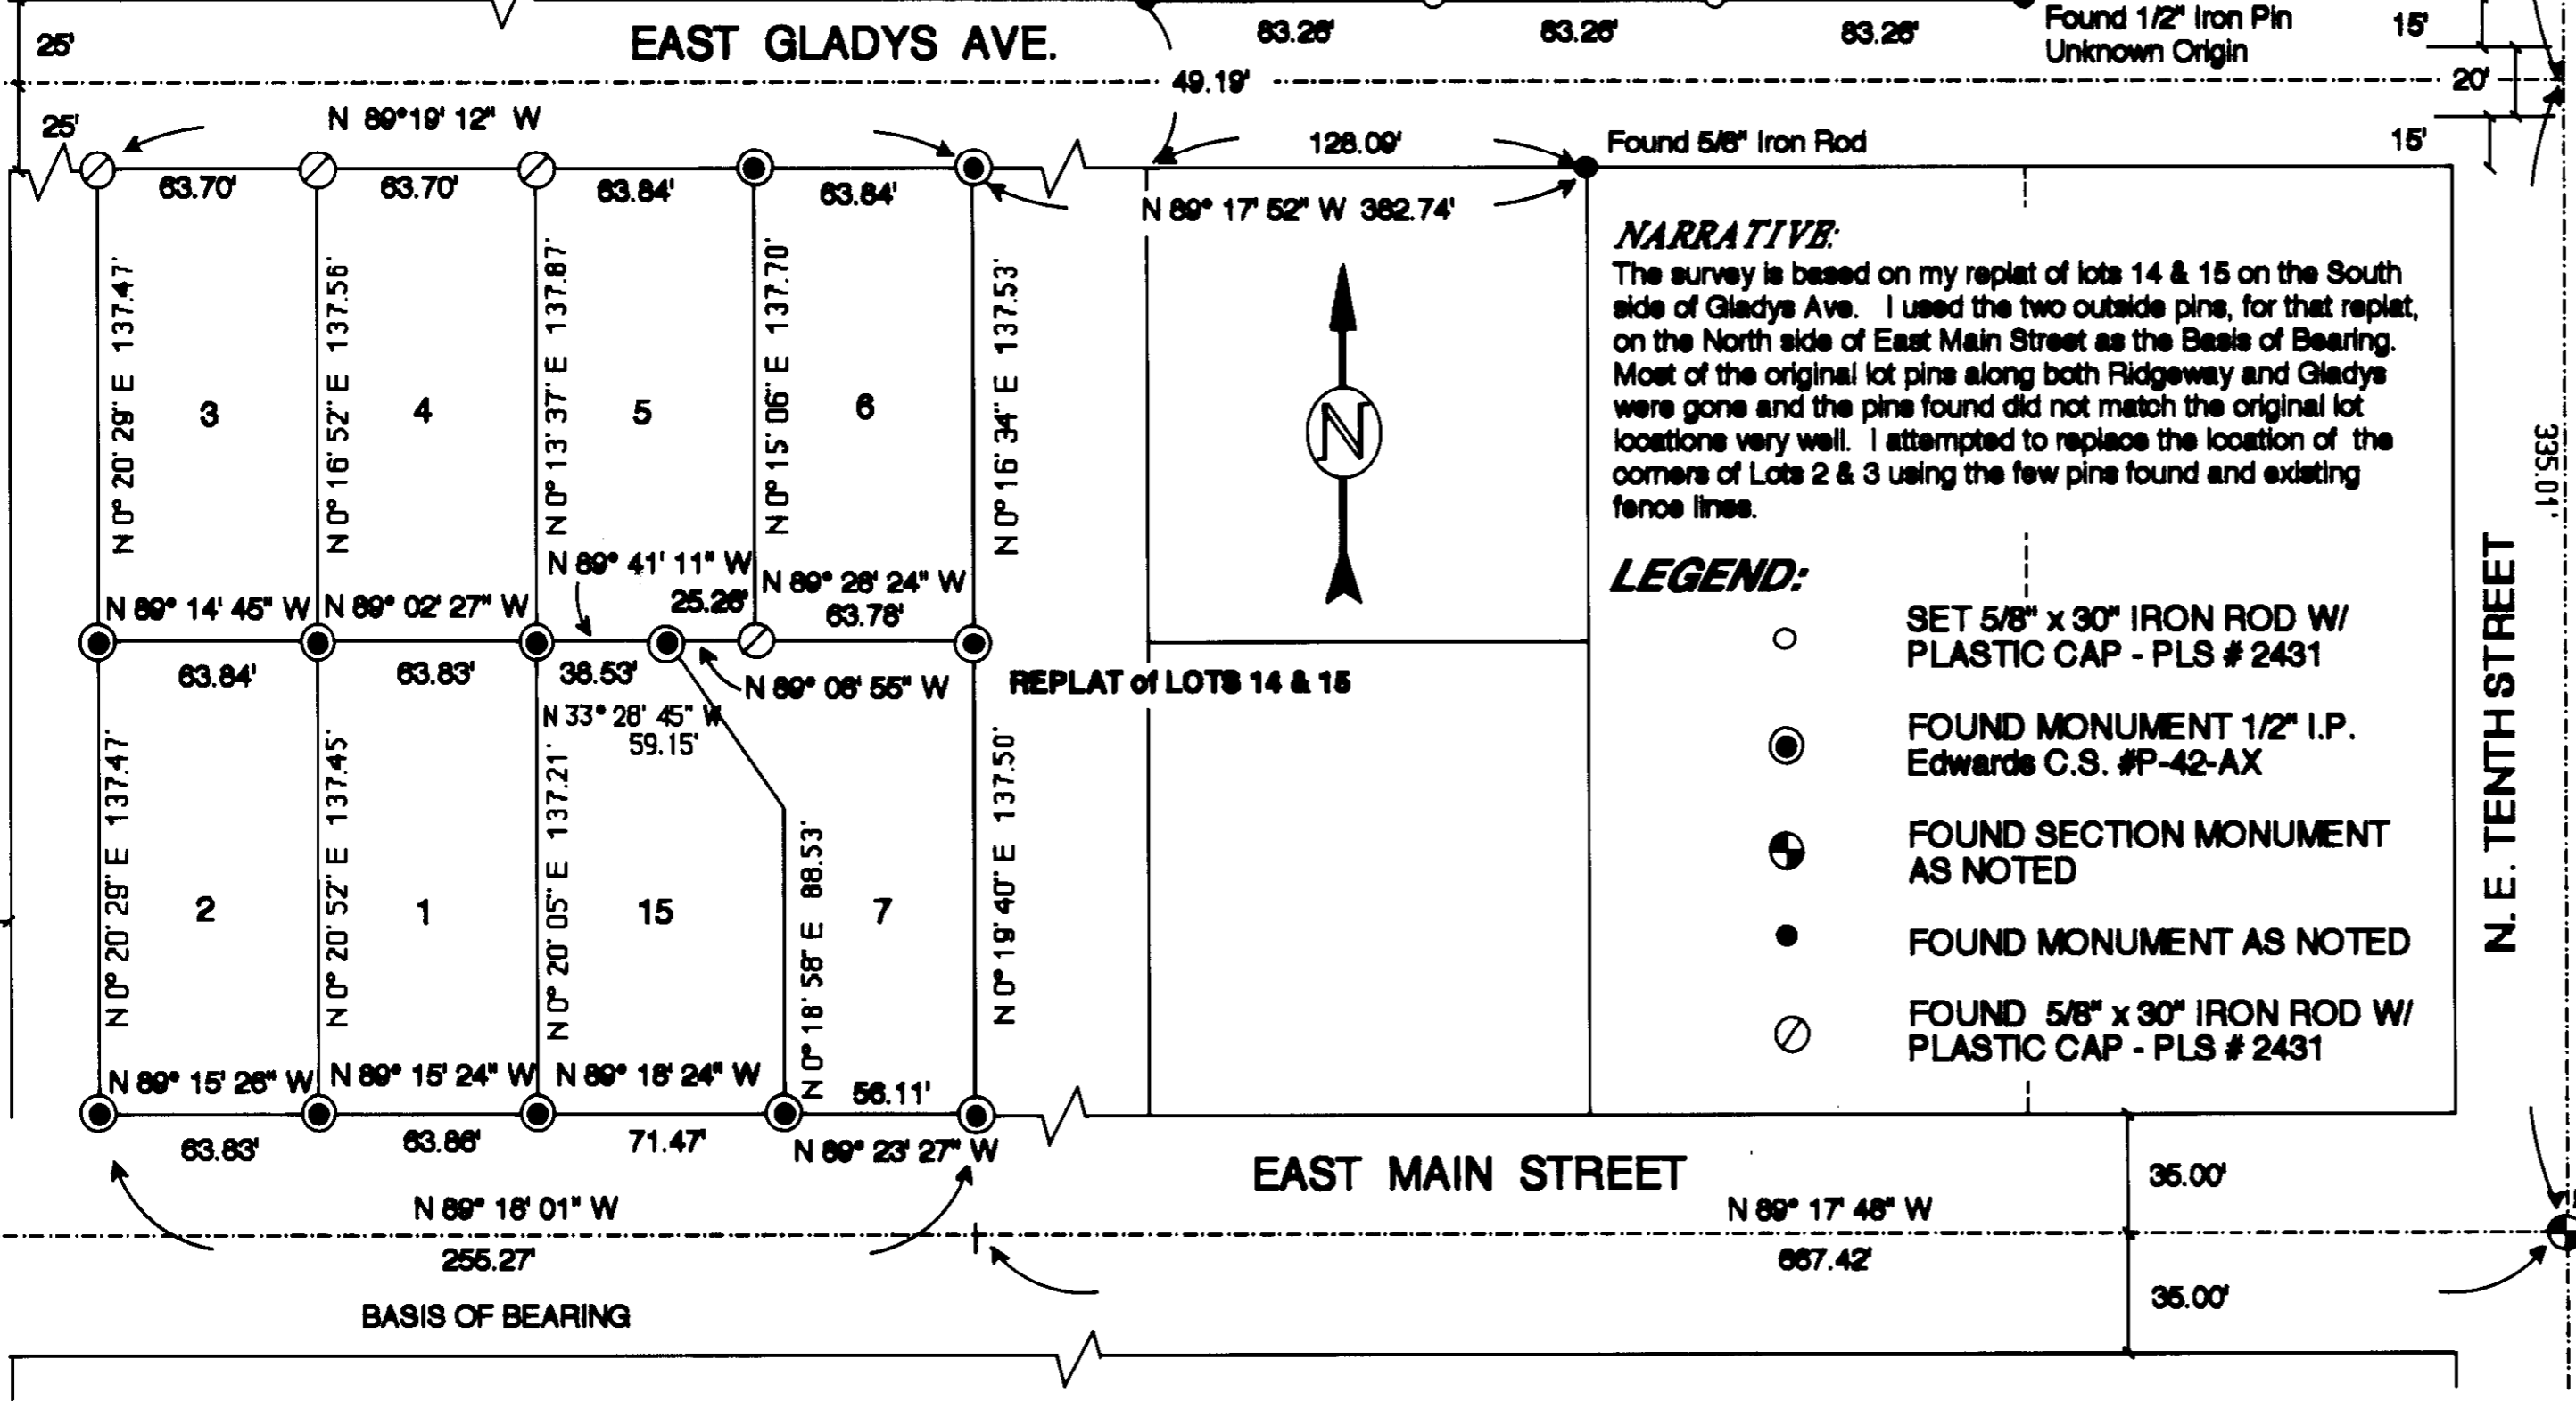 25'
EAST GLADYS AVE.
83.26'
83.26'
83.26'
Found 1/2" Iron Pin
Unknown Origin
15'
49.19'
20'
25'
N 89°19' 12" W
128.09'
Found 5/8" Iron Rod
15'
63.70'
63.70'
63.84'
63.84'
N 89° 17' 52" W 382.74'
N 0° 20' 29" E 137.47'
N 0° 16' 52" E 137.56'
N 0° 13' 37" E 137.87'
N 0° 15' 06" E 137.70'
N 0° 16' 34" E 137.53'
3
4
5
6
N
NARRATIVE:
The survey is based on my replat of lots 14 & 15 on the South
side of Gladys Ave. I used the two outside pins, for that replat,
on the North side of East Main Street as the Basis of Bearing.
Most of the original lot pins along both Ridgeway and Gladys
were gone and the pins found did not match the original lot
locations very well. I attempted to replace the location of the
corners of Lots 2 & 3 using the few pins found and existing
fence lines.
335.01'
N. E. TENTH STREET
N 89° 41' 11" W
N 89° 14' 45" W
N 89° 02' 27" W
25.26'
N 89° 26' 24" W
63.78'
63.84'
63.83'
38.53'
N 89° 06' 55" W
REPLAT of LOTS 14 & 15
N 33° 26' 45" W
59.15'
LEGEND:
SET 5/8" x 30" IRON ROD W/
PLASTIC CAP - PLS # 2431
FOUND MONUMENT 1/2" I.P.
Edwards C.S. #P-42-AX
FOUND SECTION MONUMENT
AS NOTED
FOUND MONUMENT AS NOTED
FOUND 5/8" x 30" IRON ROD W/
PLASTIC CAP - PLS # 2431
N 0° 20' 29" E 137.47'
N 0° 20' 52" E 137.45'
N 0° 20' 05" E 137.21'
N 0° 18' 58" E 88.53'
N 0° 19' 40" E 137.50'
2
1
15
7
N 89° 15' 26" W
N 89° 15' 24" W
N 89° 18' 24" W
56.11'
63.83'
63.86'
71.47'
N 89° 23' 27" W
EAST MAIN STREET
35.00'
N 89° 18' 01" W
N 89° 17' 48" W
255.27'
667.42'
35.00'
BASIS OF BEARING